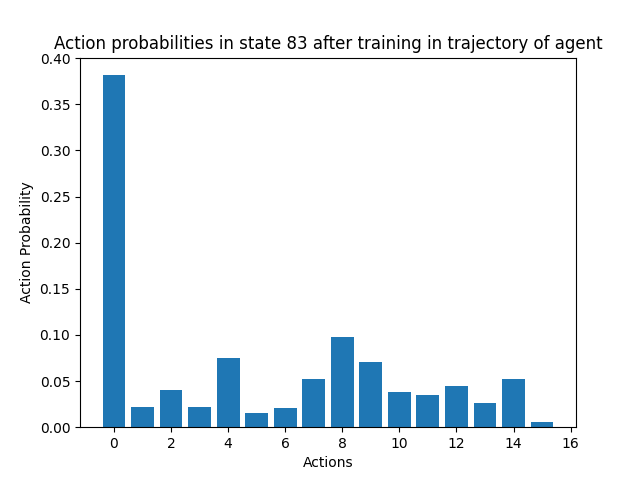 Action probabilities in state 83 after training in trajectory of agent
0.40
0.35
0.30
0.25
0.20
0.15
0.10
0.05
0.00
Action Probability
0 2 4 6 8 10 12 14 16
Actions